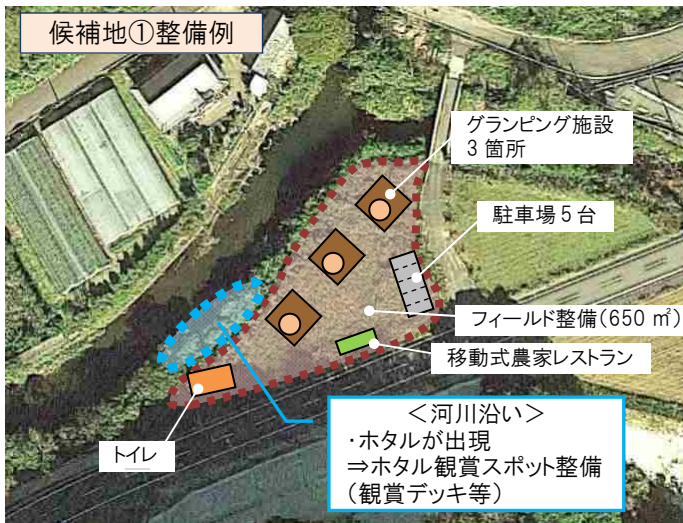 候補地①整備例
グランピング施設
3 箇所
駐車場 5 台
フィールド整備（650 ㎡）
移動式農家レストラン
＜河川沿い＞
・ホタルが出現
⇒ホタル観賞スポット整備
（観賞デッキ等）
トイレ